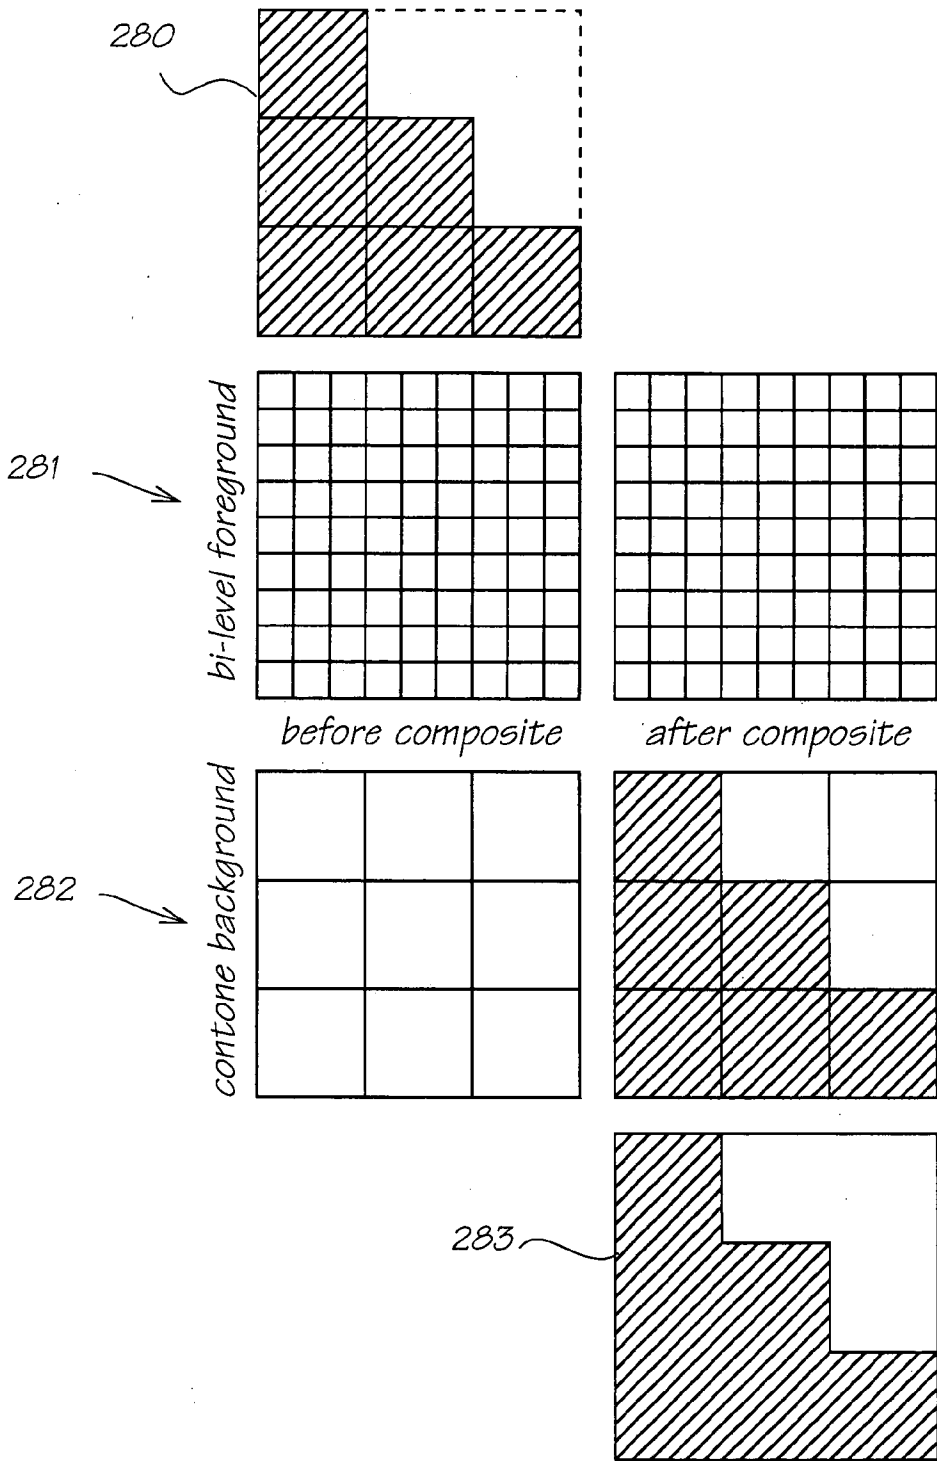 280
281
bi-level foreground
before composite
after composite
282
contone background
283